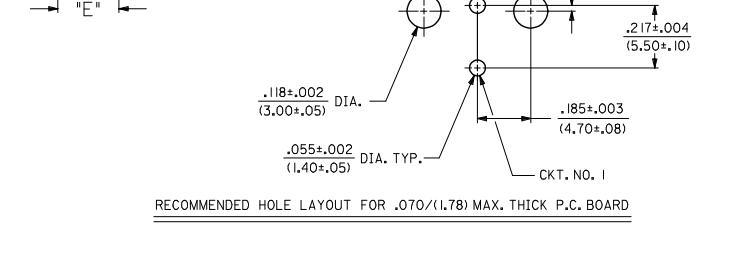 "E"
.217±.004
(5.50±.10)
.118±.002 DIA.
(3.00±.05)
.185±.003
(4.70±.08)
.055±.002 DIA. TYP.
(1.40±.05)
CKT. NO. 1
RECOMMENDED HOLE LAYOUT FOR .070/(1.78) MAX. THICK P.C. BOARD